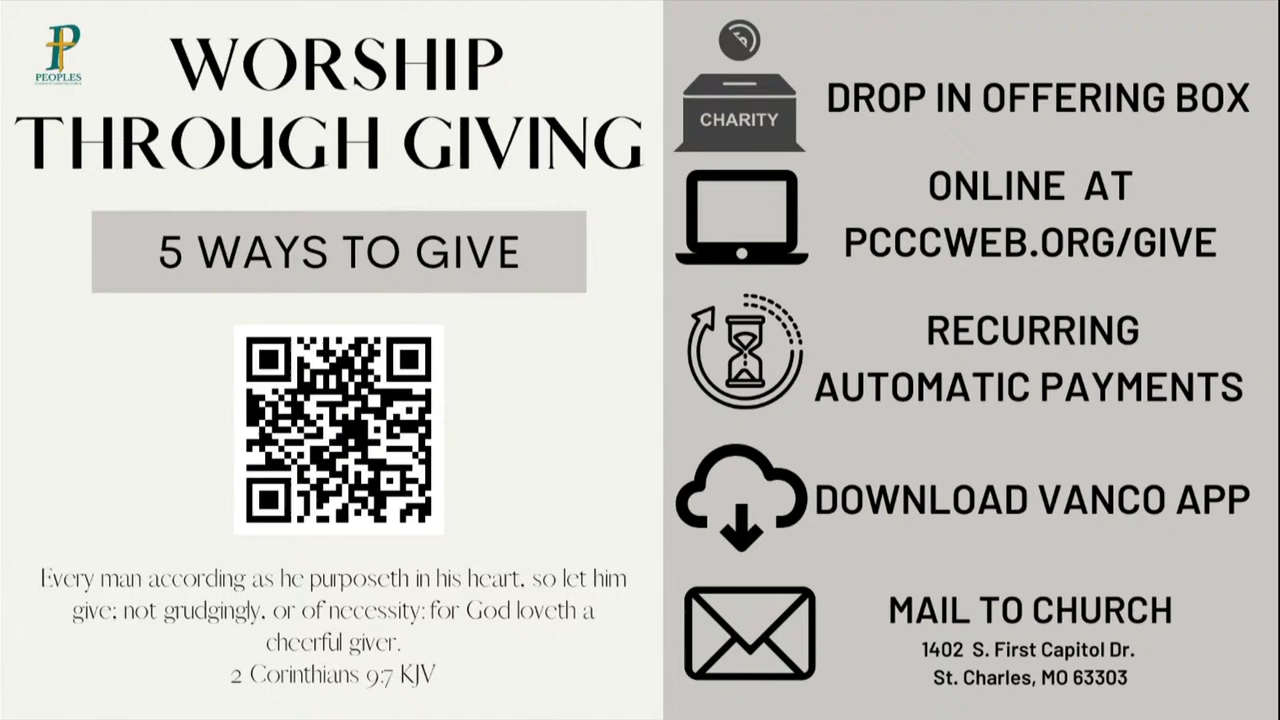 PEOPLES
WORSHIP
THROUGH GIVING
5 WAYS TO GIVE
Every man according as he purposeth in his heart, so let him
give; not grudgingly, or of necessity: for God loveth a
cheerful giver.
2 Corinthians 9:7 KJV
CHARITY
DROP IN OFFERING BOX
ONLINE AT
PCCCWEB.ORG/GIVE
RECURRING
AUTOMATIC PAYMENTS
DOWNLOAD VANCO APP
MAIL TO CHURCH
1402 S. First Capitol Dr.
St. Charles, MO 63303